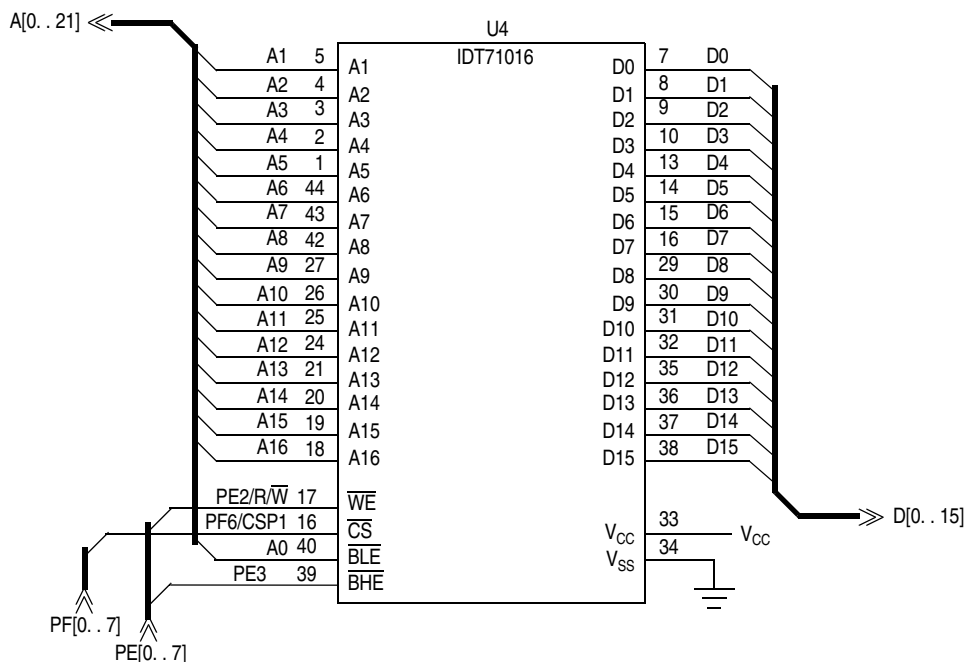 A[0. . 21]
U4
IDT71016
A1 5 A1 D0 7 D0
A2 4 A2 D1 8 D1
A3 3 A3 D2 9 D2
A4 2 A4 D3 10 D3
A5 1 A5 D4 13 D4
A6 44 A6 D5 14 D5
A7 43 A7 D6 15 D6
A8 42 A8 D7 16 D7
A9 27 A9 D8 29 D8
A10 26 A10 D9 30 D9
A11 25 A11 D10 31 D10
A12 24 A12 D11 32 D11
A13 21 A13 D12 35 D12
A14 20 A14 D13 36 D13
A15 19 A15 D14 37 D14
A16 18 A16 D15 38 D15
PE2/R/W̅ 17 W̅E̅
D[0. . 15]
PF6/CSP1 16 C̅S̅ VCC 33 VCC
A0 40 B̅L̅E̅ VSS 34
PE3 39 B̅H̅E̅
PF[0. . 7]
PE[0. . 7]